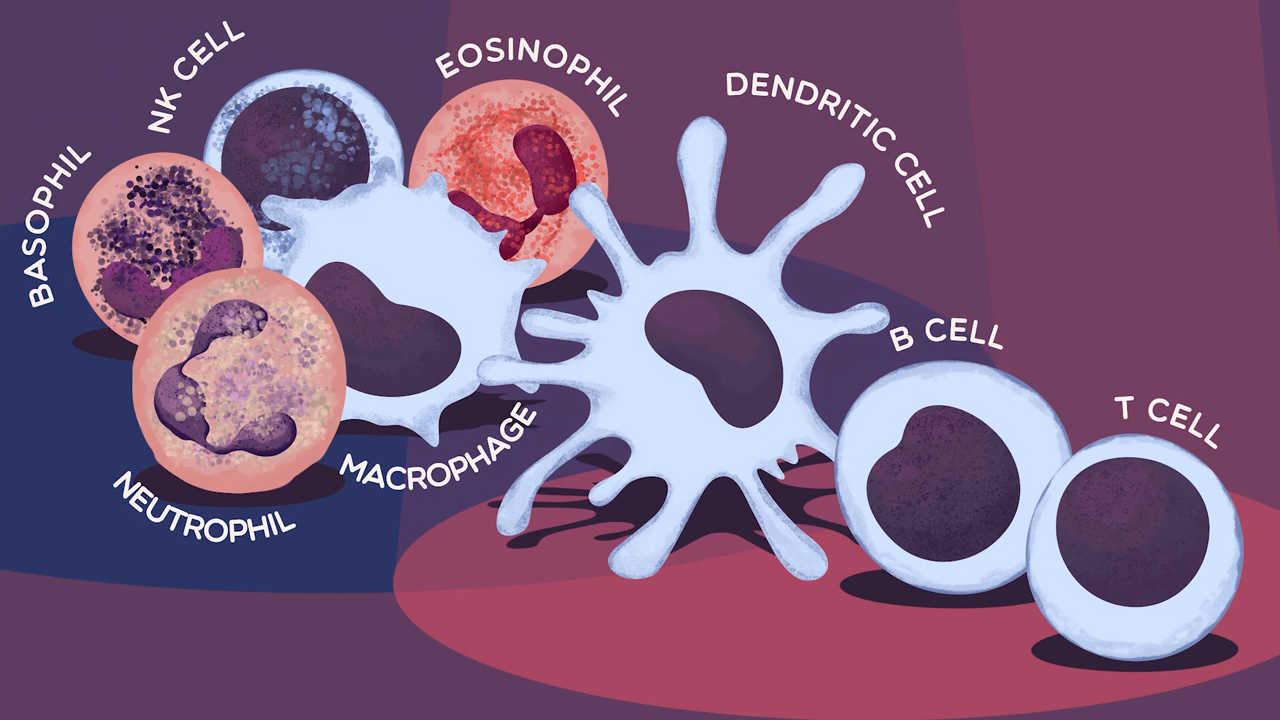 NK CELL
EOSINOPHIL
DENDRITIC CELL
BASOPHIL
B CELL
T CELL
MACROPHAGE
NEUTROPHIL